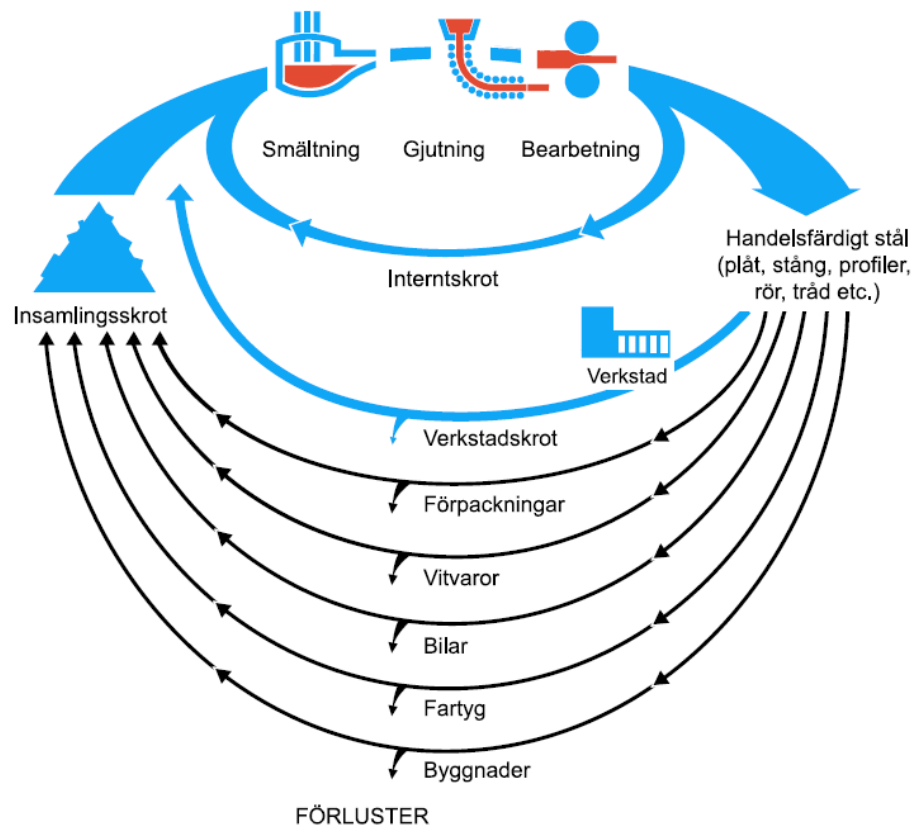 Smältning
Gjutning
Bearbetning
Interntskrot
Handelsfärdigt stål
(plåt, stång, profiler,
rör, tråd etc.)
Insamlingsskrot
Verkstad
Verkstadskrot
Förpackningar
Vitvaror
Bilar
Fartyg
Byggnader
FÖRLUSTER